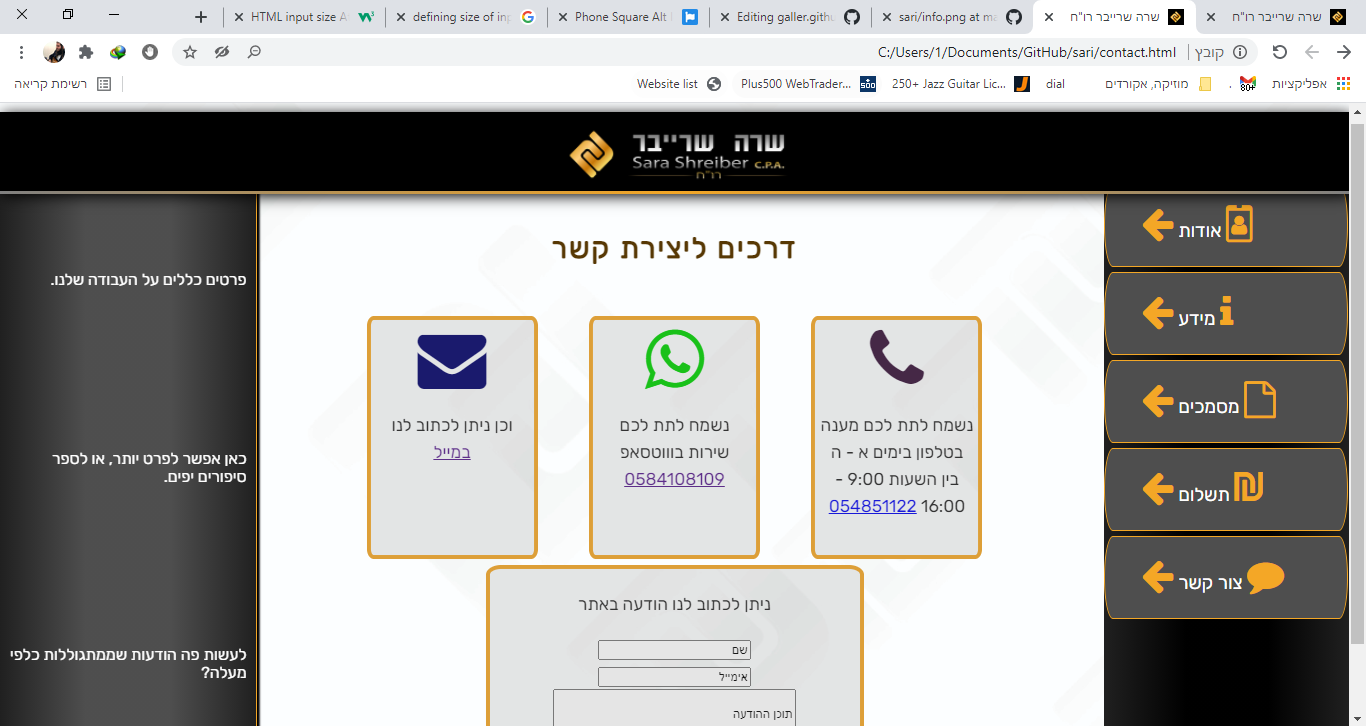 HTML input size A
defining size of inp
Phone Square Alt
Editing galler.githu
sari/info.png at ma
שרה שרייבר רו"ח
שרה שרייבר רו"ח
C:/Users/1/Documents/GitHub/sari/contact.html
קובץ
אפליקציות
80+
.
מוזיקה, אקורדים
dial
250+ Jazz Guitar Lic...
500
Plus500 WebTrader...
Website list
רשימת קריאה
שרה שרייבר
Sara Shreiber C.P.A.
רו"ח
אודות
מידע
מסמכים
תשלום
צור קשר
דרכים ליצירת קשר
נשמח לתת לכם מענה
בטלפון בימים א - ה
בין השעות 9:00 -
16:00 054851122
נשמח לתת לכם
שירות בוווטסאפ
0584108109
וכן ניתן לכתוב לנו
במייל
ניתן לכתוב לנו הודעה באתר
שם
אימייל
תוכן ההודעה
פרטים כללים על העבודה שלנו.
כאן אפשר לפרט יותר, או לספר
סיפורים יפים.
לעשות פה הודעות שממתגוללות כלפי
מעלה?